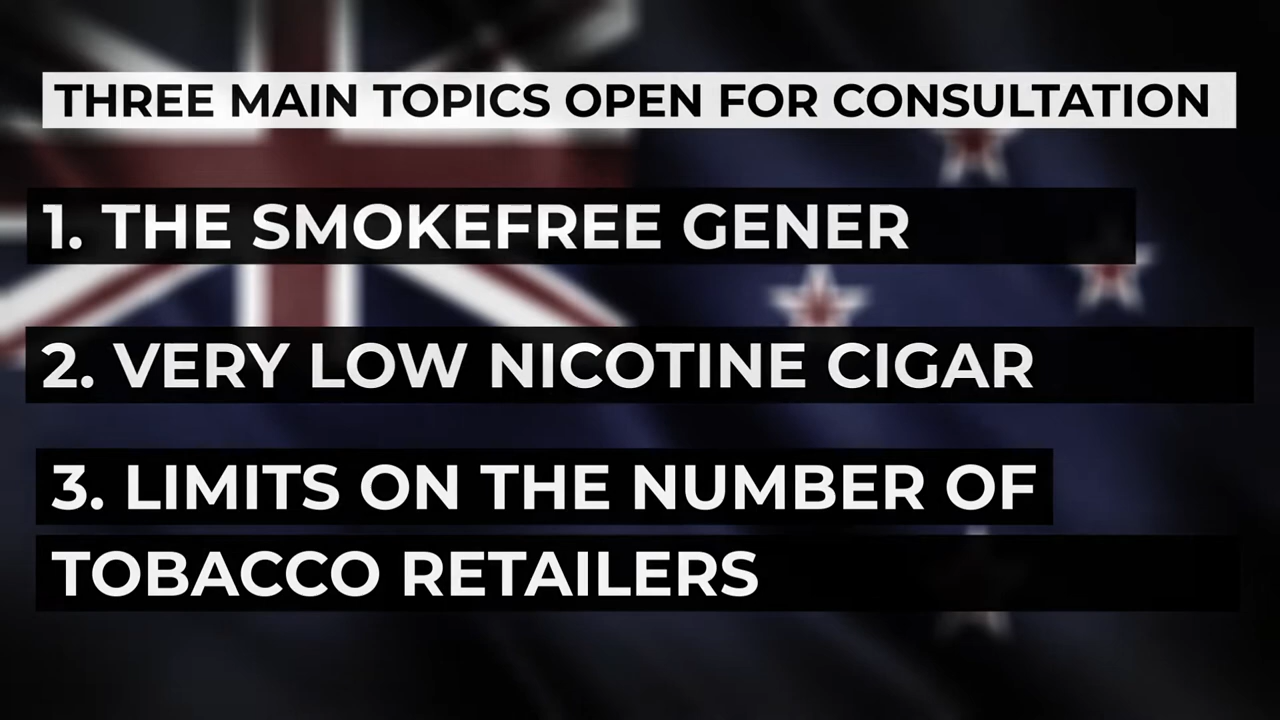 THREE MAIN TOPICS OPEN FOR CONSULTATION
1. THE SMOKEFREE GENER
2. VERY LOW NICOTINE CIGAR
3. LIMITS ON THE NUMBER OF
TOBACCO RETAILERS